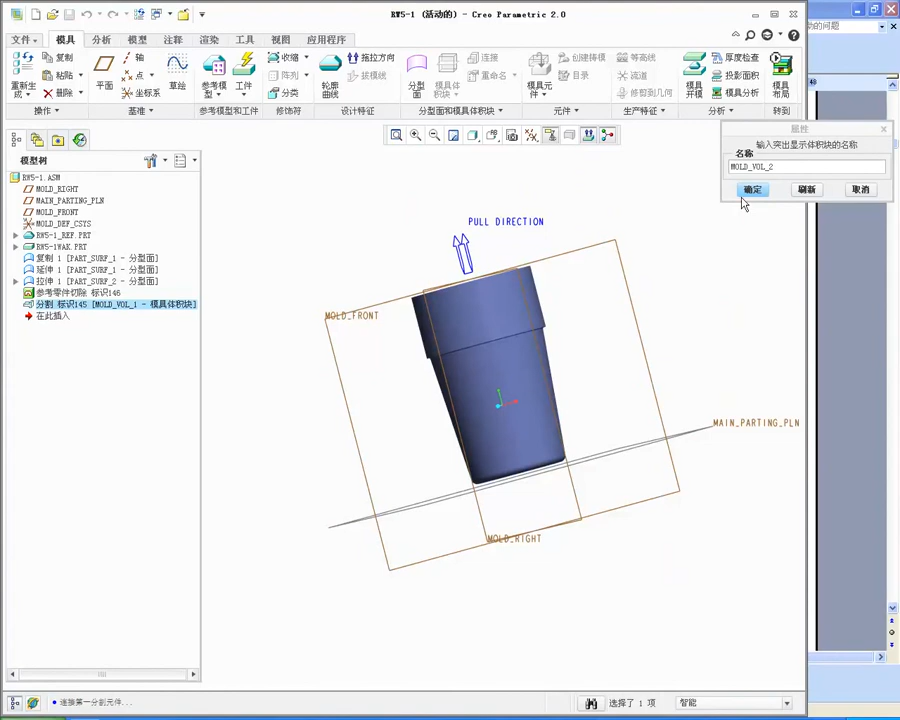 RW5-1 (活动的) - Creo Parametric 2.0
文件 模具 分析 模型 注释 渲染 工具 视图 应用程序
重新生成 复制 粘贴 删除 平面 轴 点 坐标系 草绘 参考模型 工件 收缩 阵列 分类 轮廓曲线 拖拉方向 拔模线 分型面 模具体积块 连接 重命名 模具元件 创建铸模 目录 等高线 流道 修剪到几何 模具开模 厚度检查 投影面积 模具分析 模具布局
操作 基准 参考模型和工件 修饰符 设计特征 分型面和模具体积块 元件 生产特征 分析 转到
动的问题
属性
输入突出显示体积块的名称
名称
MOLD_VOL_2
确定 刷新 取消
模型树
RW5-1.ASM
MOLD_RIGHT
MAIN_PARTING_PLN
MOLD_FRONT
MOLD_DEF_CSYS
RW5-1_REF.PRT
RW5-1WAK.PRT
复制 1 [PART_SURF_1 - 分型面]
延伸 1 [PART_SURF_1 - 分型面]
拉伸 1 [PART_SURF_2 - 分型面]
参考零件切除 标识146
分割 标识145 [MOLD_VOL_1 - 模具体积块]
在此插入
PULL DIRECTION
MOLD_FRONT
MAIN_PARTING_PLN
MOLD_RIGHT
连接第一分割元件...
选择了 1 项
智能